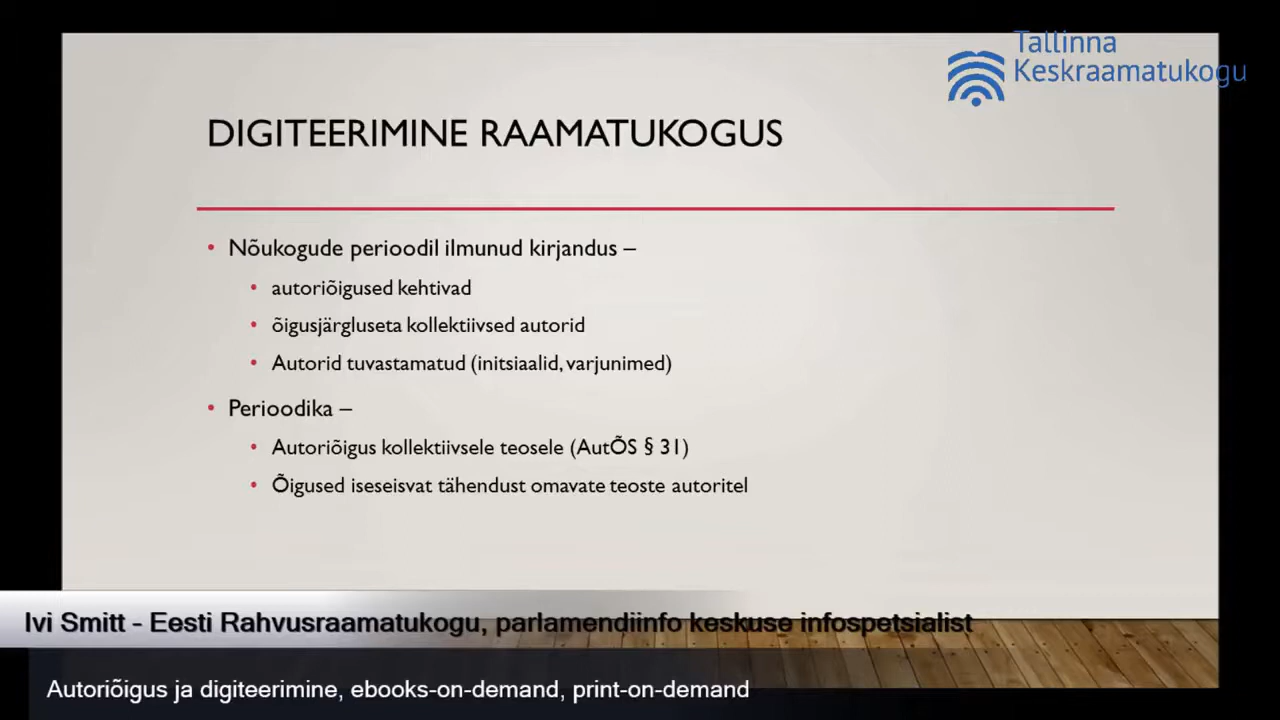 Tallinna
Keskraamatukogu
DIGITEERIMINE RAAMATUKOGUS
• Nõukogude perioodil ilmunud kirjandus –
• autoriõigused kehtivad
• õigusjärgluseta kollektiivsed autorid
• Autorid tuvastamatud (initsiaalid, varjunimed)
• Perioodika –
• Autoriõigus kollektiivsele teosele (AutÕS § 31)
• Õigused iseseisvat tähendust omavate teoste autoritel
Ivi Smitt - Eesti Rahvusraamatukogu, parlamendiinfo keskuse infospetsialist
Autoriõigus ja digiteerimine, ebooks-on-demand, print-on-demand